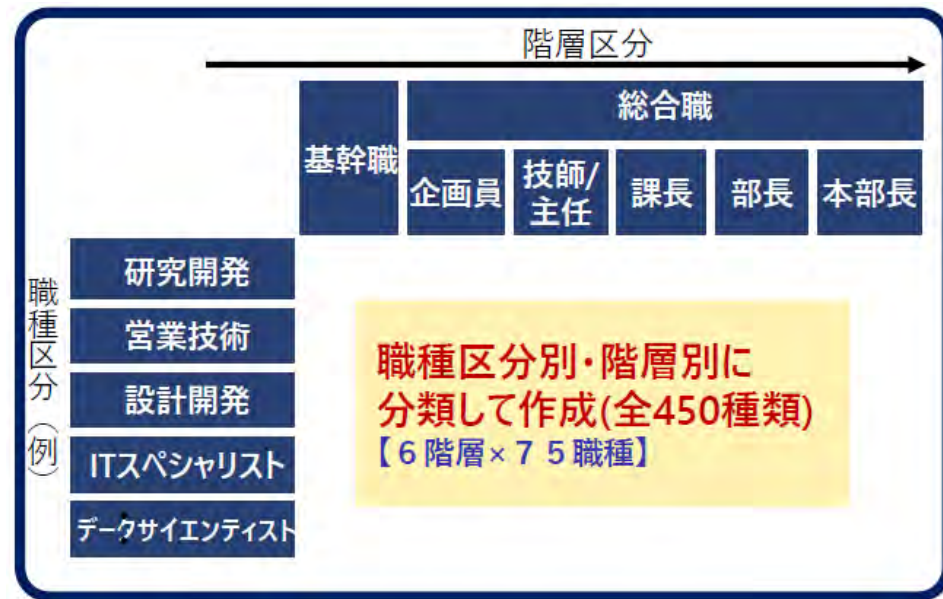 階層区分
基幹職
総合職
企画員
技師/
主任
課長
部長
本部長
職種区分（例）
研究開発
営業技術
設計開発
ITスペシャリスト
データサイエンティスト
職種区分別・階層別に
分類して作成(全450種類)
【６階層×７５職種】